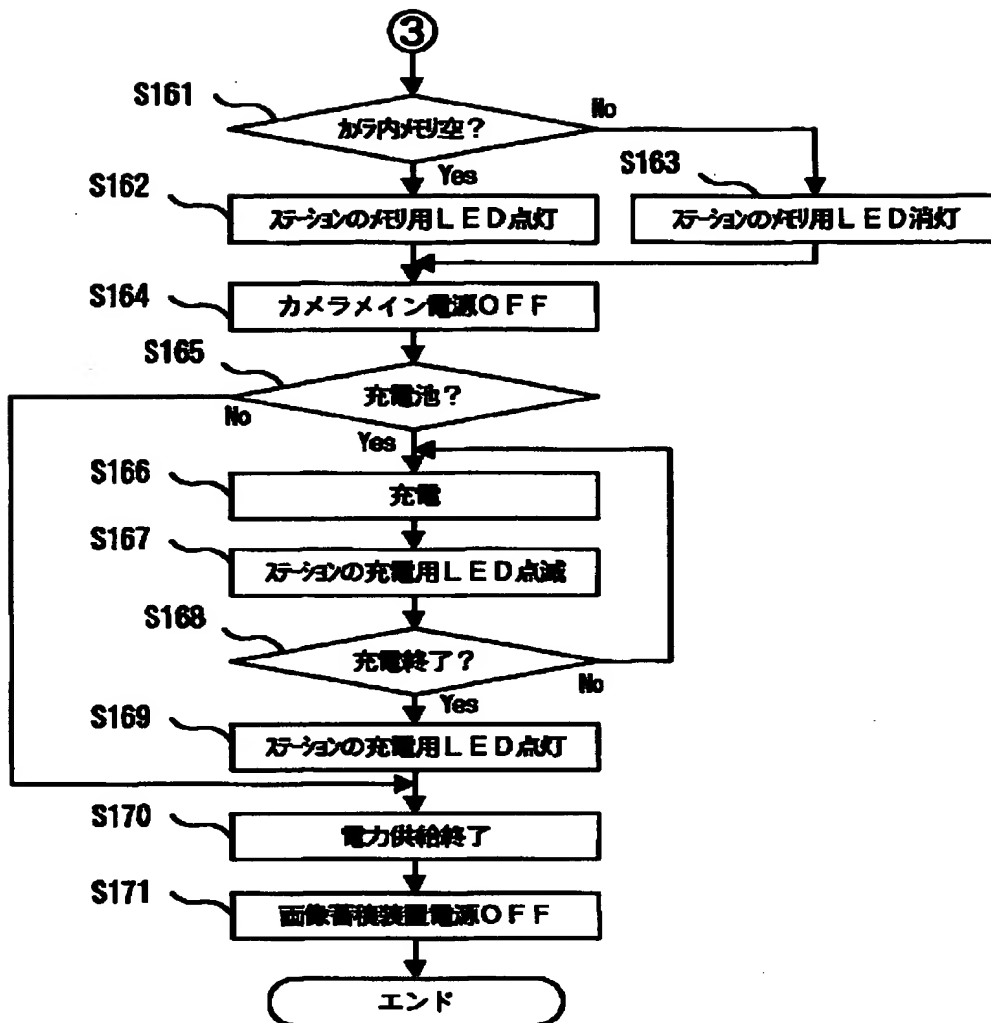 ③
S161
カメラ内メモリ空？
No
Yes
S162
ステーションのメモリ用ＬＥＤ点灯
S163
ステーションのメモリ用ＬＥＤ消灯
S164
カメラメイン電源ＯＦＦ
S165
充電池？
No
Yes
S166
充電
S167
ステーションの充電用ＬＥＤ点滅
S168
充電終了？
No
Yes
S169
ステーションの充電用ＬＥＤ点灯
S170
電力供給終了
S171
画像蓄積装置電源ＯＦＦ
エンド